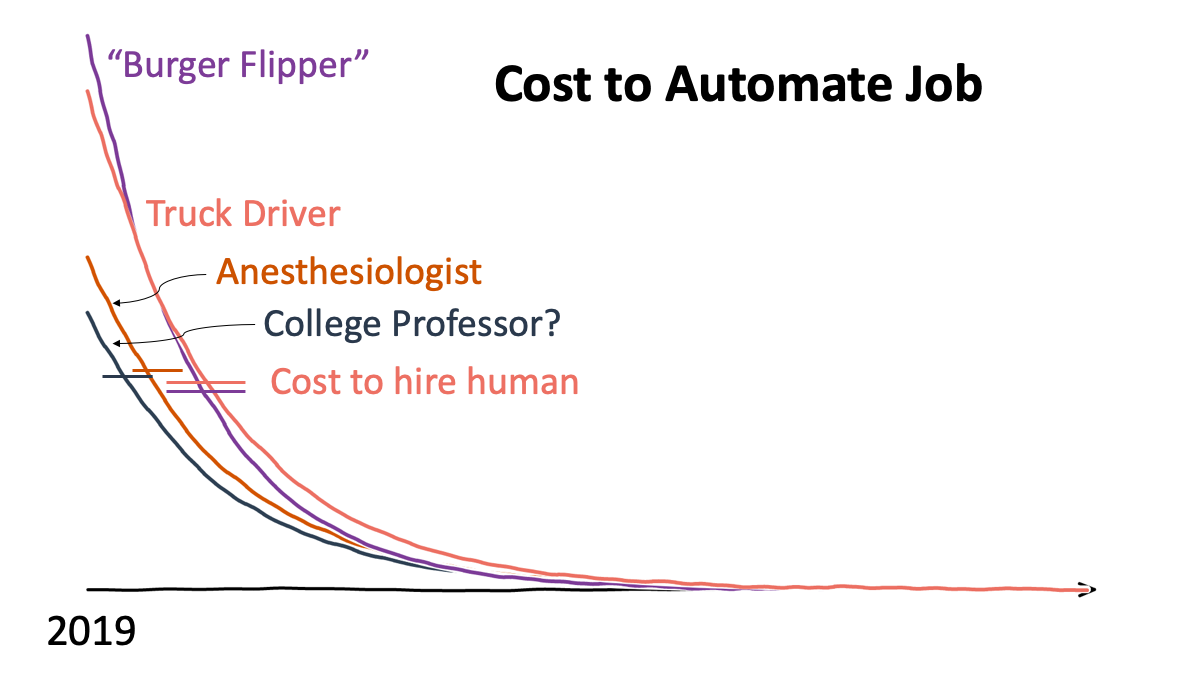 “Burger Flipper”
Cost to Automate Job
Truck Driver
Anesthesiologist
College Professor?
Cost to hire human
2019